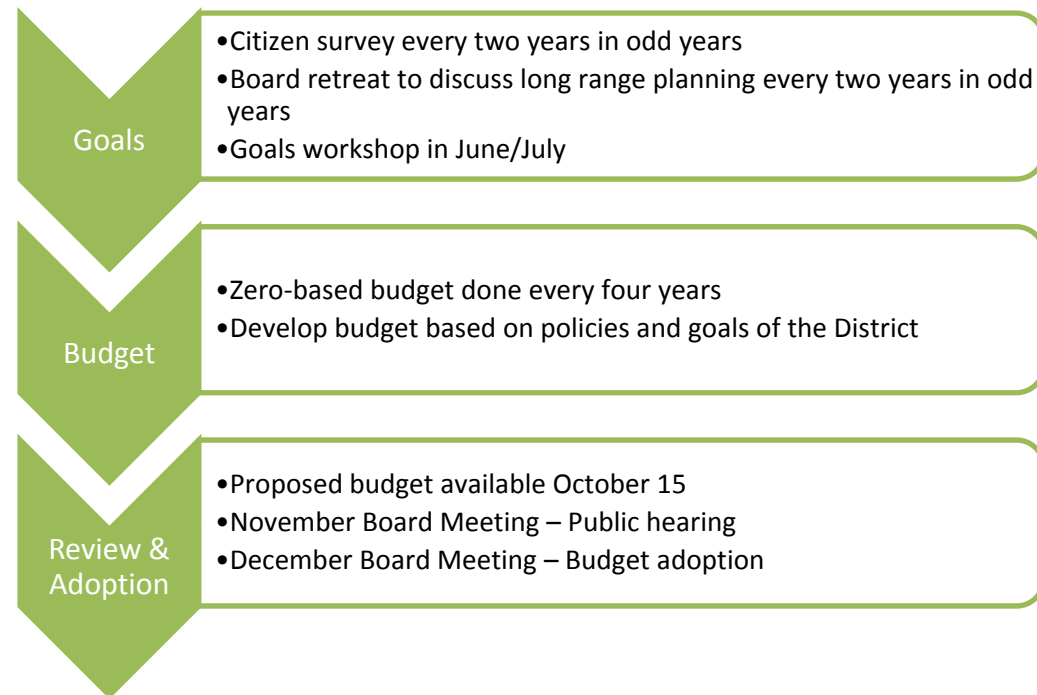 Goals
•Citizen survey every two years in odd years
•Board retreat to discuss long range planning every two years in odd
years
•Goals workshop in June/July
Budget
•Zero-based budget done every four years
•Develop budget based on policies and goals of the District
Review &
Adoption
•Proposed budget available October 15
•November Board Meeting – Public hearing
•December Board Meeting – Budget adoption